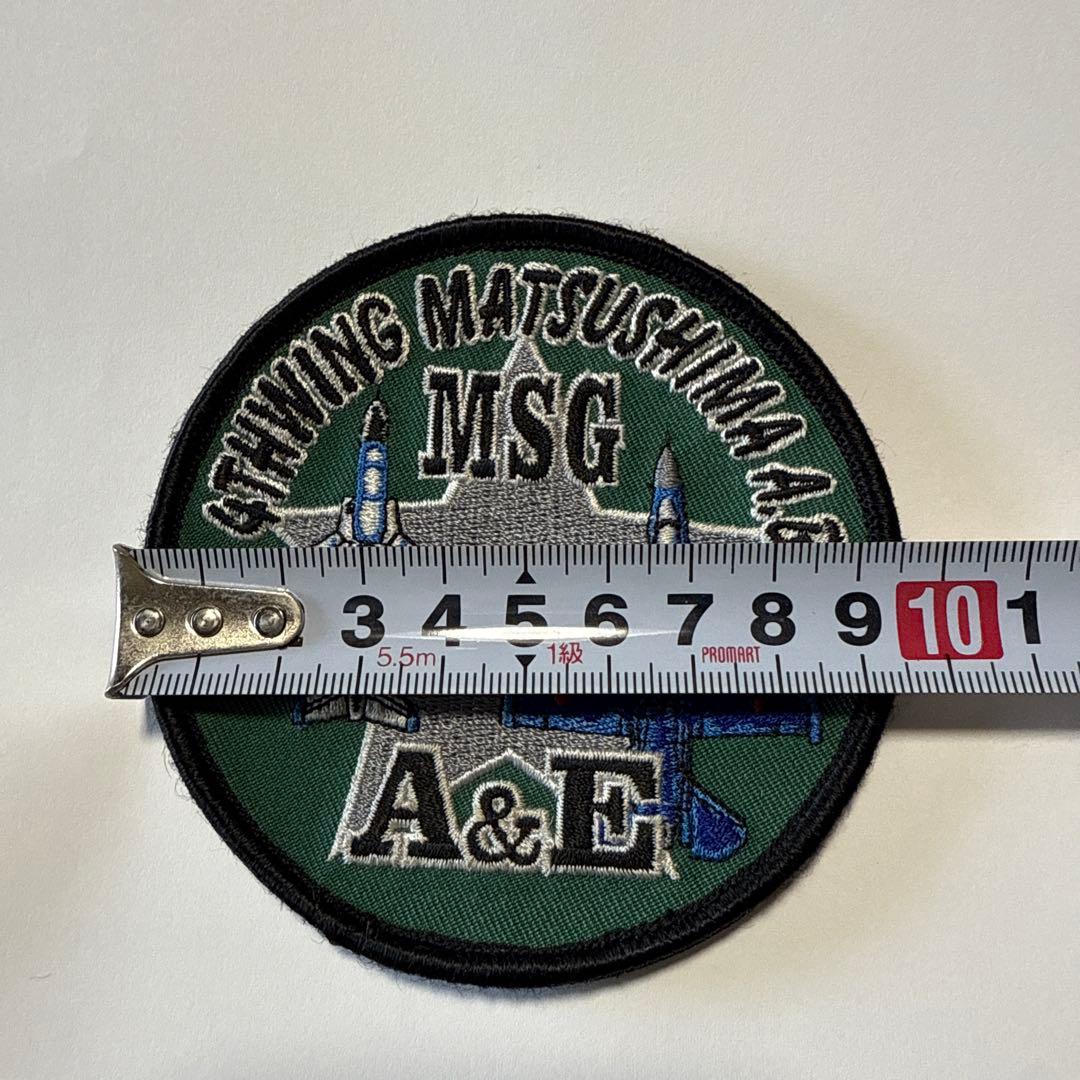 4THWING MATSUSHIMA A.B
MSG
3 4 5 6 7 8 9 10 1
5.5m 1級 PROMART
A&E